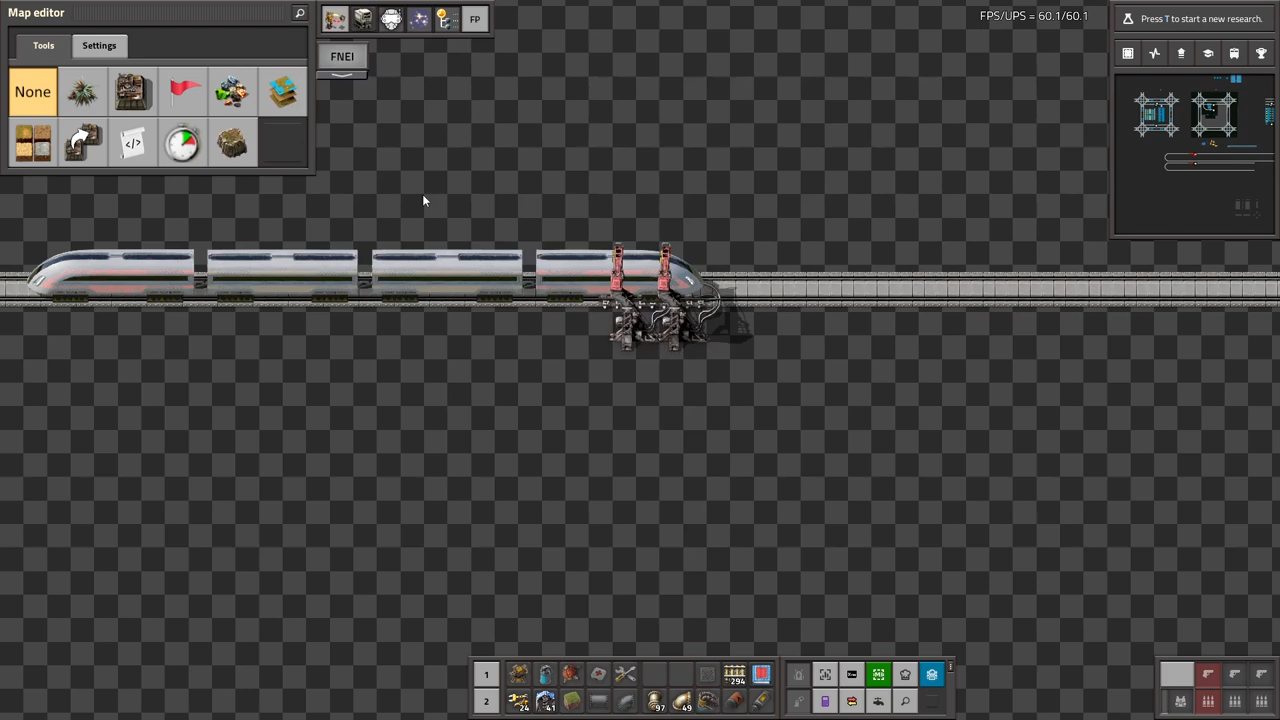 Map editor
FP
FPS/UPS = 60.1/60.1
Press T to start a new research.
Tools
Settings
FNEI
None
</>
1
294
2
24
41
97
49